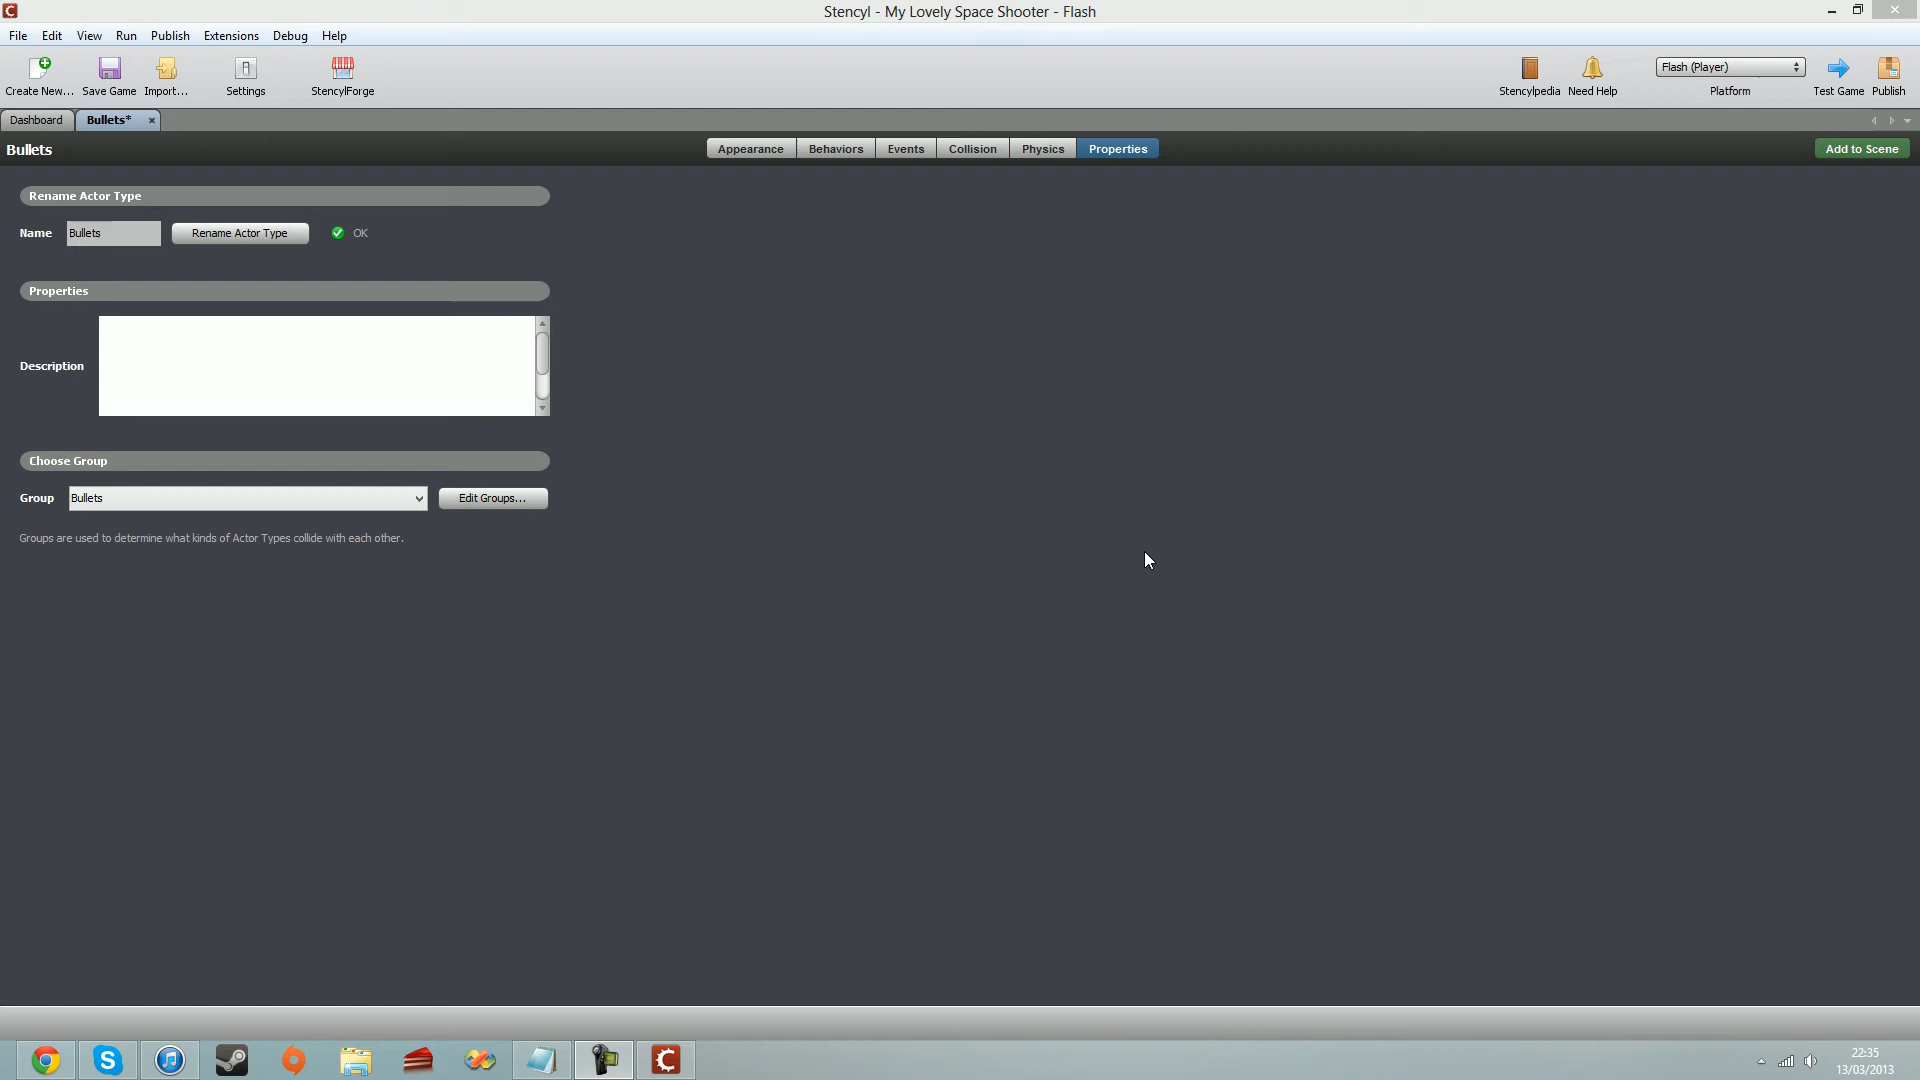 Stencyl - My Lovely Space Shooter - Flash
File Edit View Run Publish Extensions Debug Help
Create New... Save Game Import... Settings StencylForge Stencylpedia Need Help Flash (Player) Platform Test Game Publish
Dashboard Bullets*
Bullets Appearance Behaviors Events Collision Physics Properties Add to Scene
Rename Actor Type
Name Bullets Rename Actor Type OK
Properties
Description
Choose Group
Group Bullets Edit Groups...
Groups are used to determine what kinds of Actor Types collide with each other.
22:35
13/03/2013